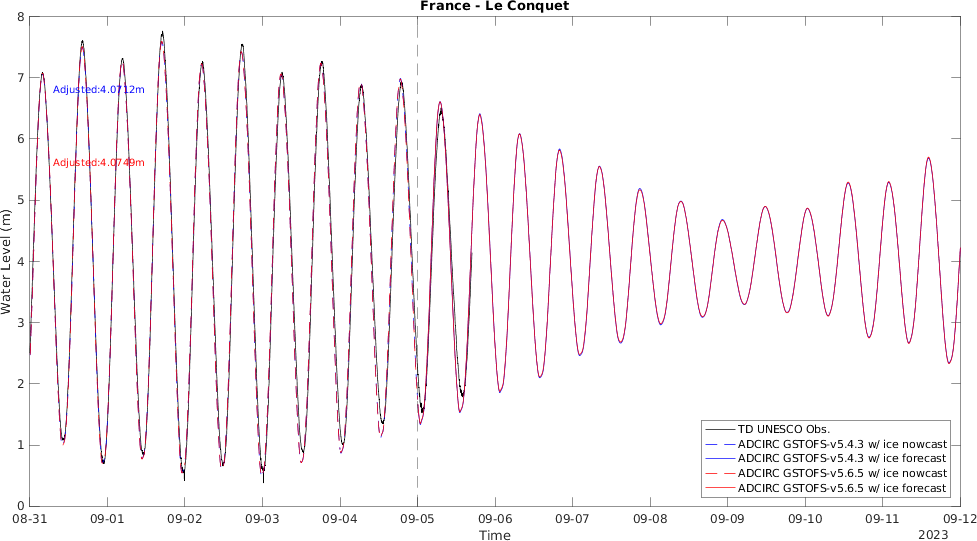 France - Le Conquet
8
7
6
5
4
3
2
1
0
Water Level (m)
Adjusted:4.0712m
Adjusted:4.0749m
TD UNESCO Obs.
ADCIRC GSTOFS-v5.4.3 w/ ice nowcast
ADCIRC GSTOFS-v5.4.3 w/ ice forecast
ADCIRC GSTOFS-v5.6.5 w/ ice nowcast
ADCIRC GSTOFS-v5.6.5 w/ ice forecast
08-31 09-01 09-02 09-03 09-04 09-05 09-06 09-07 09-08 09-09 09-10 09-11 09-12
Time
2023